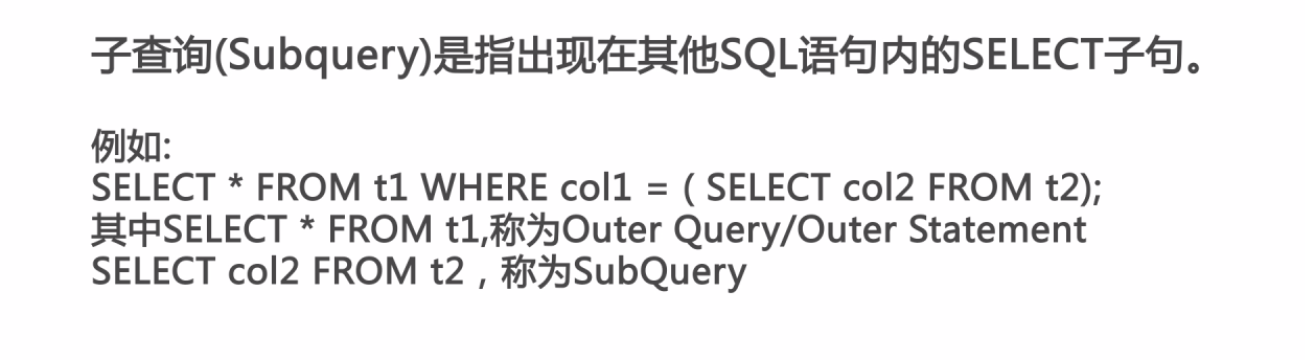 子查询(Subquery)是指出现在其他SQL语句内的SELECT子句。
例如:
SELECT * FROM t1 WHERE col1 = ( SELECT col2 FROM t2);
其中SELECT * FROM t1,称为Outer Query/Outer Statement
SELECT col2 FROM t2 , 称为SubQuery